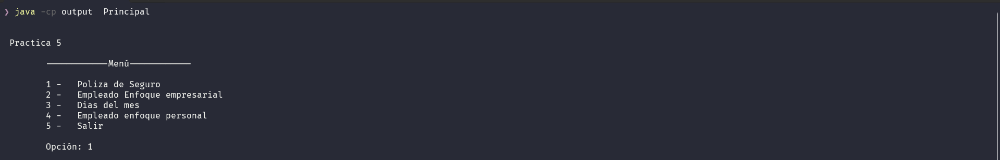 ❯ java -cp output  Principal
Practica 5
────────────Menú────────────
1 -   Poliza de Seguro
2 -   Empleado Enfoque empresarial
3 -   Dias del mes
4 -   Empleado enfoque personal
5 -   Salir
Opción: 1